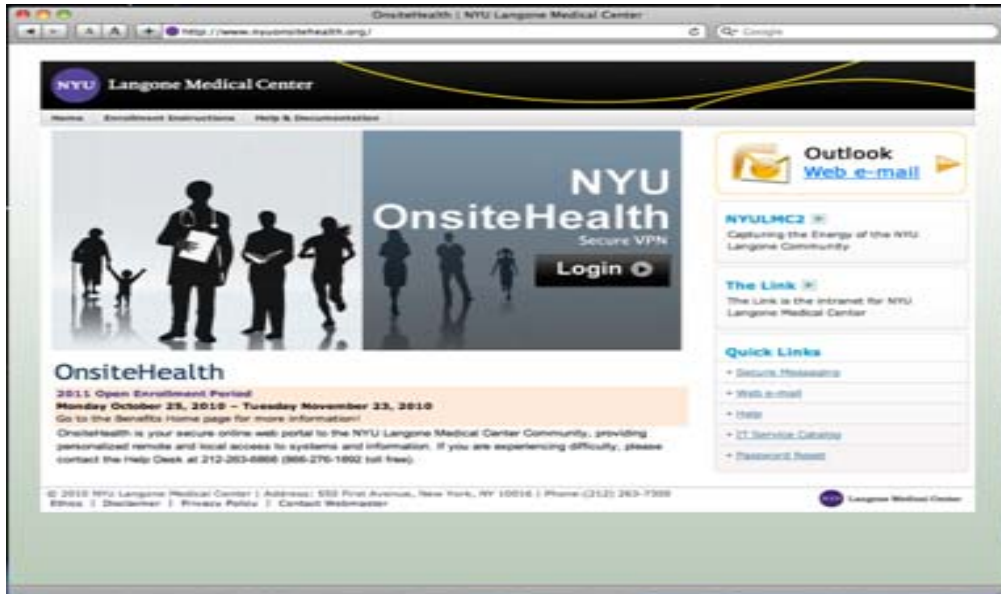 OnsiteHealth | NYU Langone Medical Center
A A + http://www.nyuonsitehealth.org/ Google
NYU Langone Medical Center
Home Enrollment Instructions Help & Documentation
NYU
OnsiteHealth
Secure VPN
Login
Outlook
Web e-mail
NYULMC2
Capturing the Energy of the NYU
Langone Community
The Link
The Link is the intranet for NYU
Langone Medical Center
Quick Links
Secure Messaging
Web e-mail
Help
IT Service Catalog
Password Reset
OnsiteHealth
2011 Open Enrollment Period
Monday October 25, 2010 – Tuesday November 23, 2010
Go to the Benefits Home page for more information!
OnsiteHealth is your secure online web portal to the NYU Langone Medical Center Community, providing
personalized remote and local access to systems and information. If you are experiencing difficulty, please
contact the Help Desk at 212-263-6868 (866-276-1892 toll free).
© 2010 NYU Langone Medical Center | Address: 550 First Avenue, New York, NY 10016 | Phone (212) 263-7300
Ethics | Disclaimer | Privacy Policy | Contact Webmaster
NYU Langone Medical Center